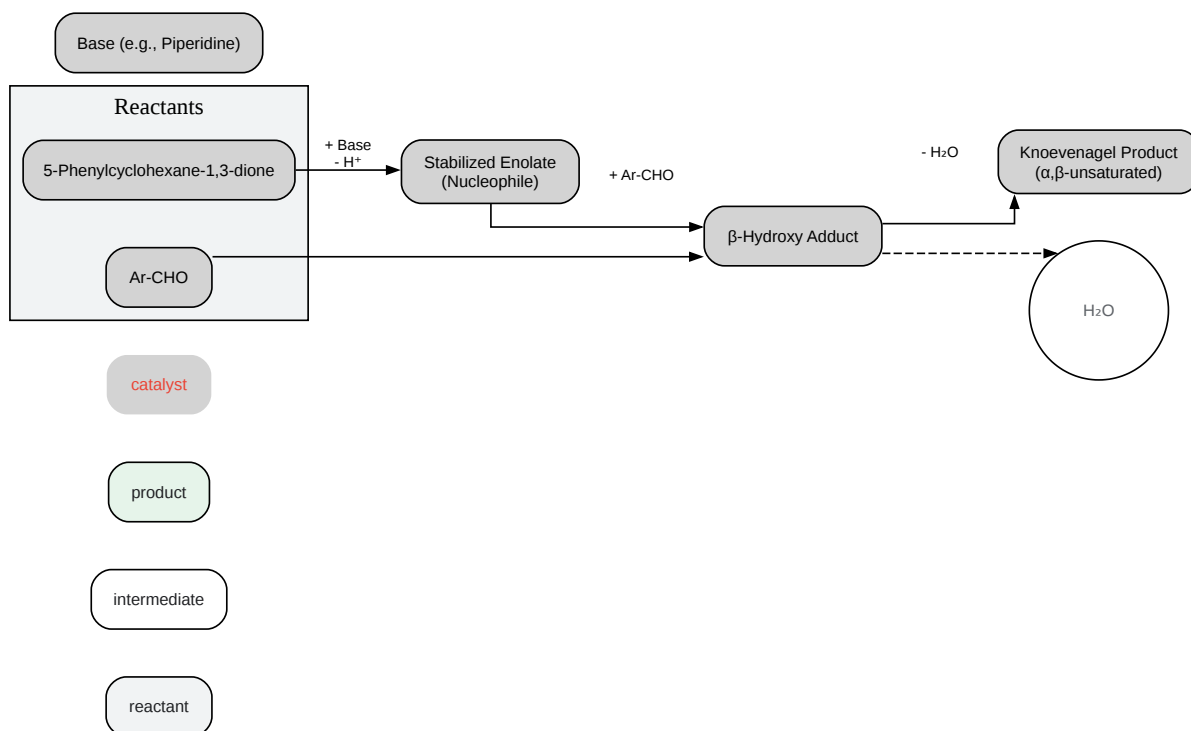 Base (e.g., Piperidine)
Reactants
5-Phenylcyclohexane-1,3-dione
+ Base
- H⁺
Stabilized Enolate
(Nucleophile)
+ Ar-CHO
- H₂O
Knoevenagel Product
(α,β-unsaturated)
β-Hydroxy Adduct
Ar-CHO
H₂O
catalyst
product
intermediate
reactant